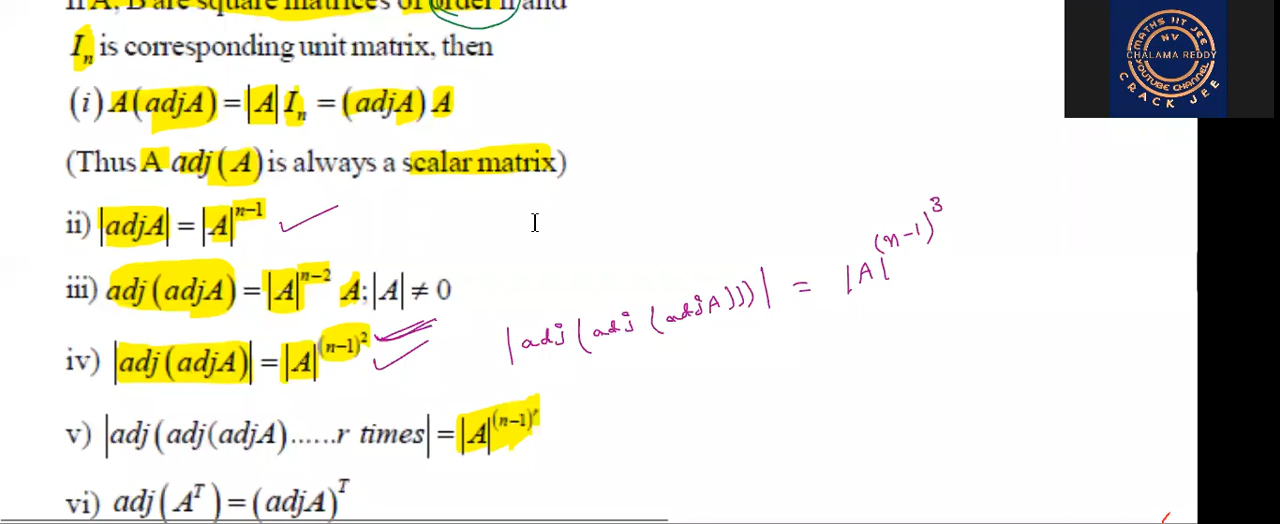 If A, B are square matrices of order n and
Iₙ is corresponding unit matrix, then
(i) A(adjA) = |A| Iₙ = (adjA) A
(Thus A adj(A) is always a scalar matrix)
ii) |adjA| = |A|ⁿ⁻¹
iii) adj(adjA) = |A|ⁿ⁻² A; |A| ≠ 0
|adj(adj(adjA)))| = |A|^(n-1)^3
iv) |adj(adjA)| = |A|^(n-1)^2
v) |adj(adj(adjA)......r times| = |A|^(n-1)^r
vi) adj(A^T) = (adjA)^T
MATHS IIT JEE
NV
CHALAMA REDDY
YOUTUBE CHANNEL
CRACK JEE